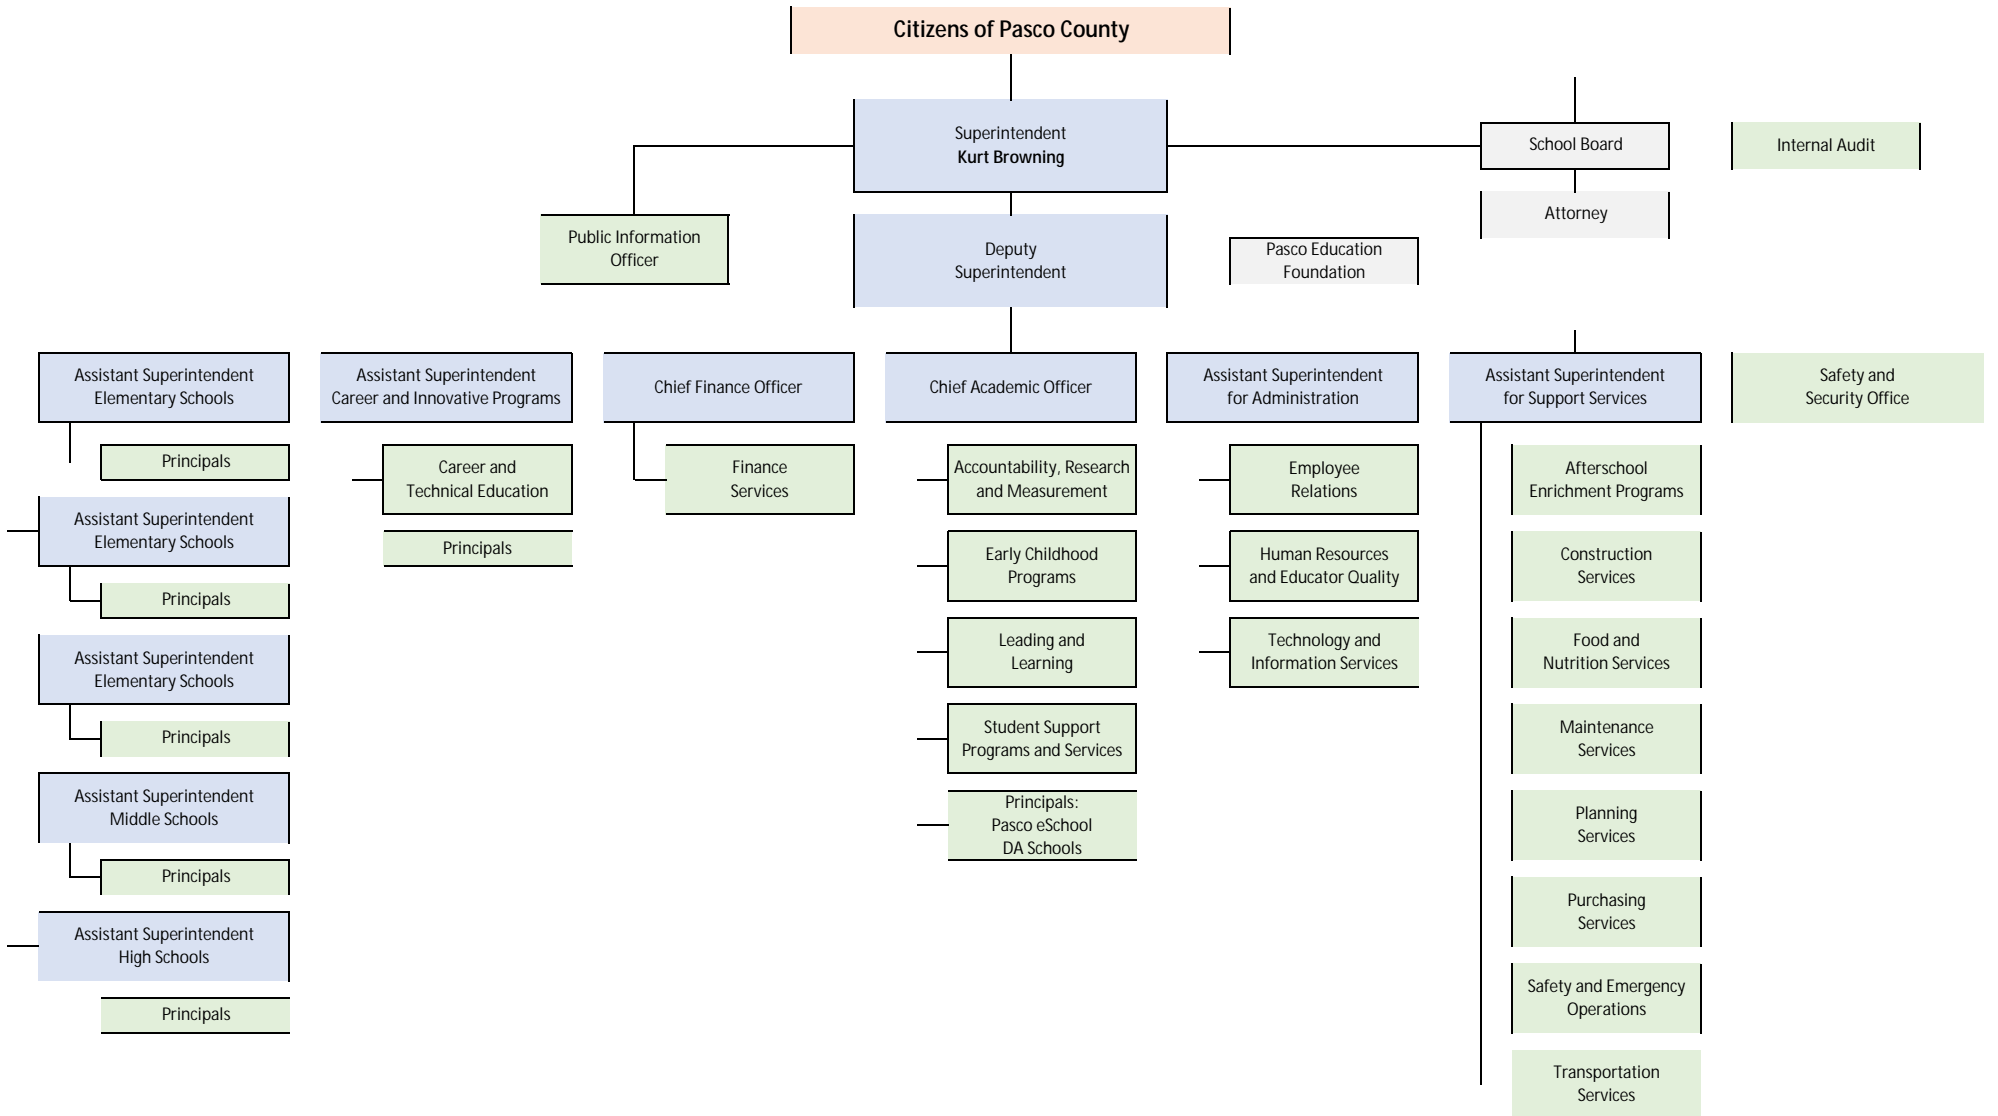 Citizens of Pasco County
Superintendent
Kurt Browning
School Board
Internal Audit
Attorney
Public Information
Officer
Deputy
Superintendent
Pasco Education
Foundation
Assistant Superintendent
Elementary Schools
Principals
Assistant Superintendent
Elementary Schools
Principals
Assistant Superintendent
Elementary Schools
Principals
Assistant Superintendent
Middle Schools
Principals
Assistant Superintendent
High Schools
Principals
Assistant Superintendent
Career and Innovative Programs
Career and
Technical Education
Principals
Chief Finance Officer
Finance
Services
Chief Academic Officer
Accountability, Research
and Measurement
Early Childhood
Programs
Leading and
Learning
Student Support
Programs and Services
Principals:
Pasco eSchool
DA Schools
Assistant Superintendent
for Administration
Employee
Relations
Human Resources
and Educator Quality
Technology and
Information Services
Assistant Superintendent
for Support Services
Afterschool
Enrichment Programs
Construction
Services
Food and
Nutrition Services
Maintenance
Services
Planning
Services
Purchasing
Services
Safety and Emergency
Operations
Transportation
Services
Safety and
Security Office